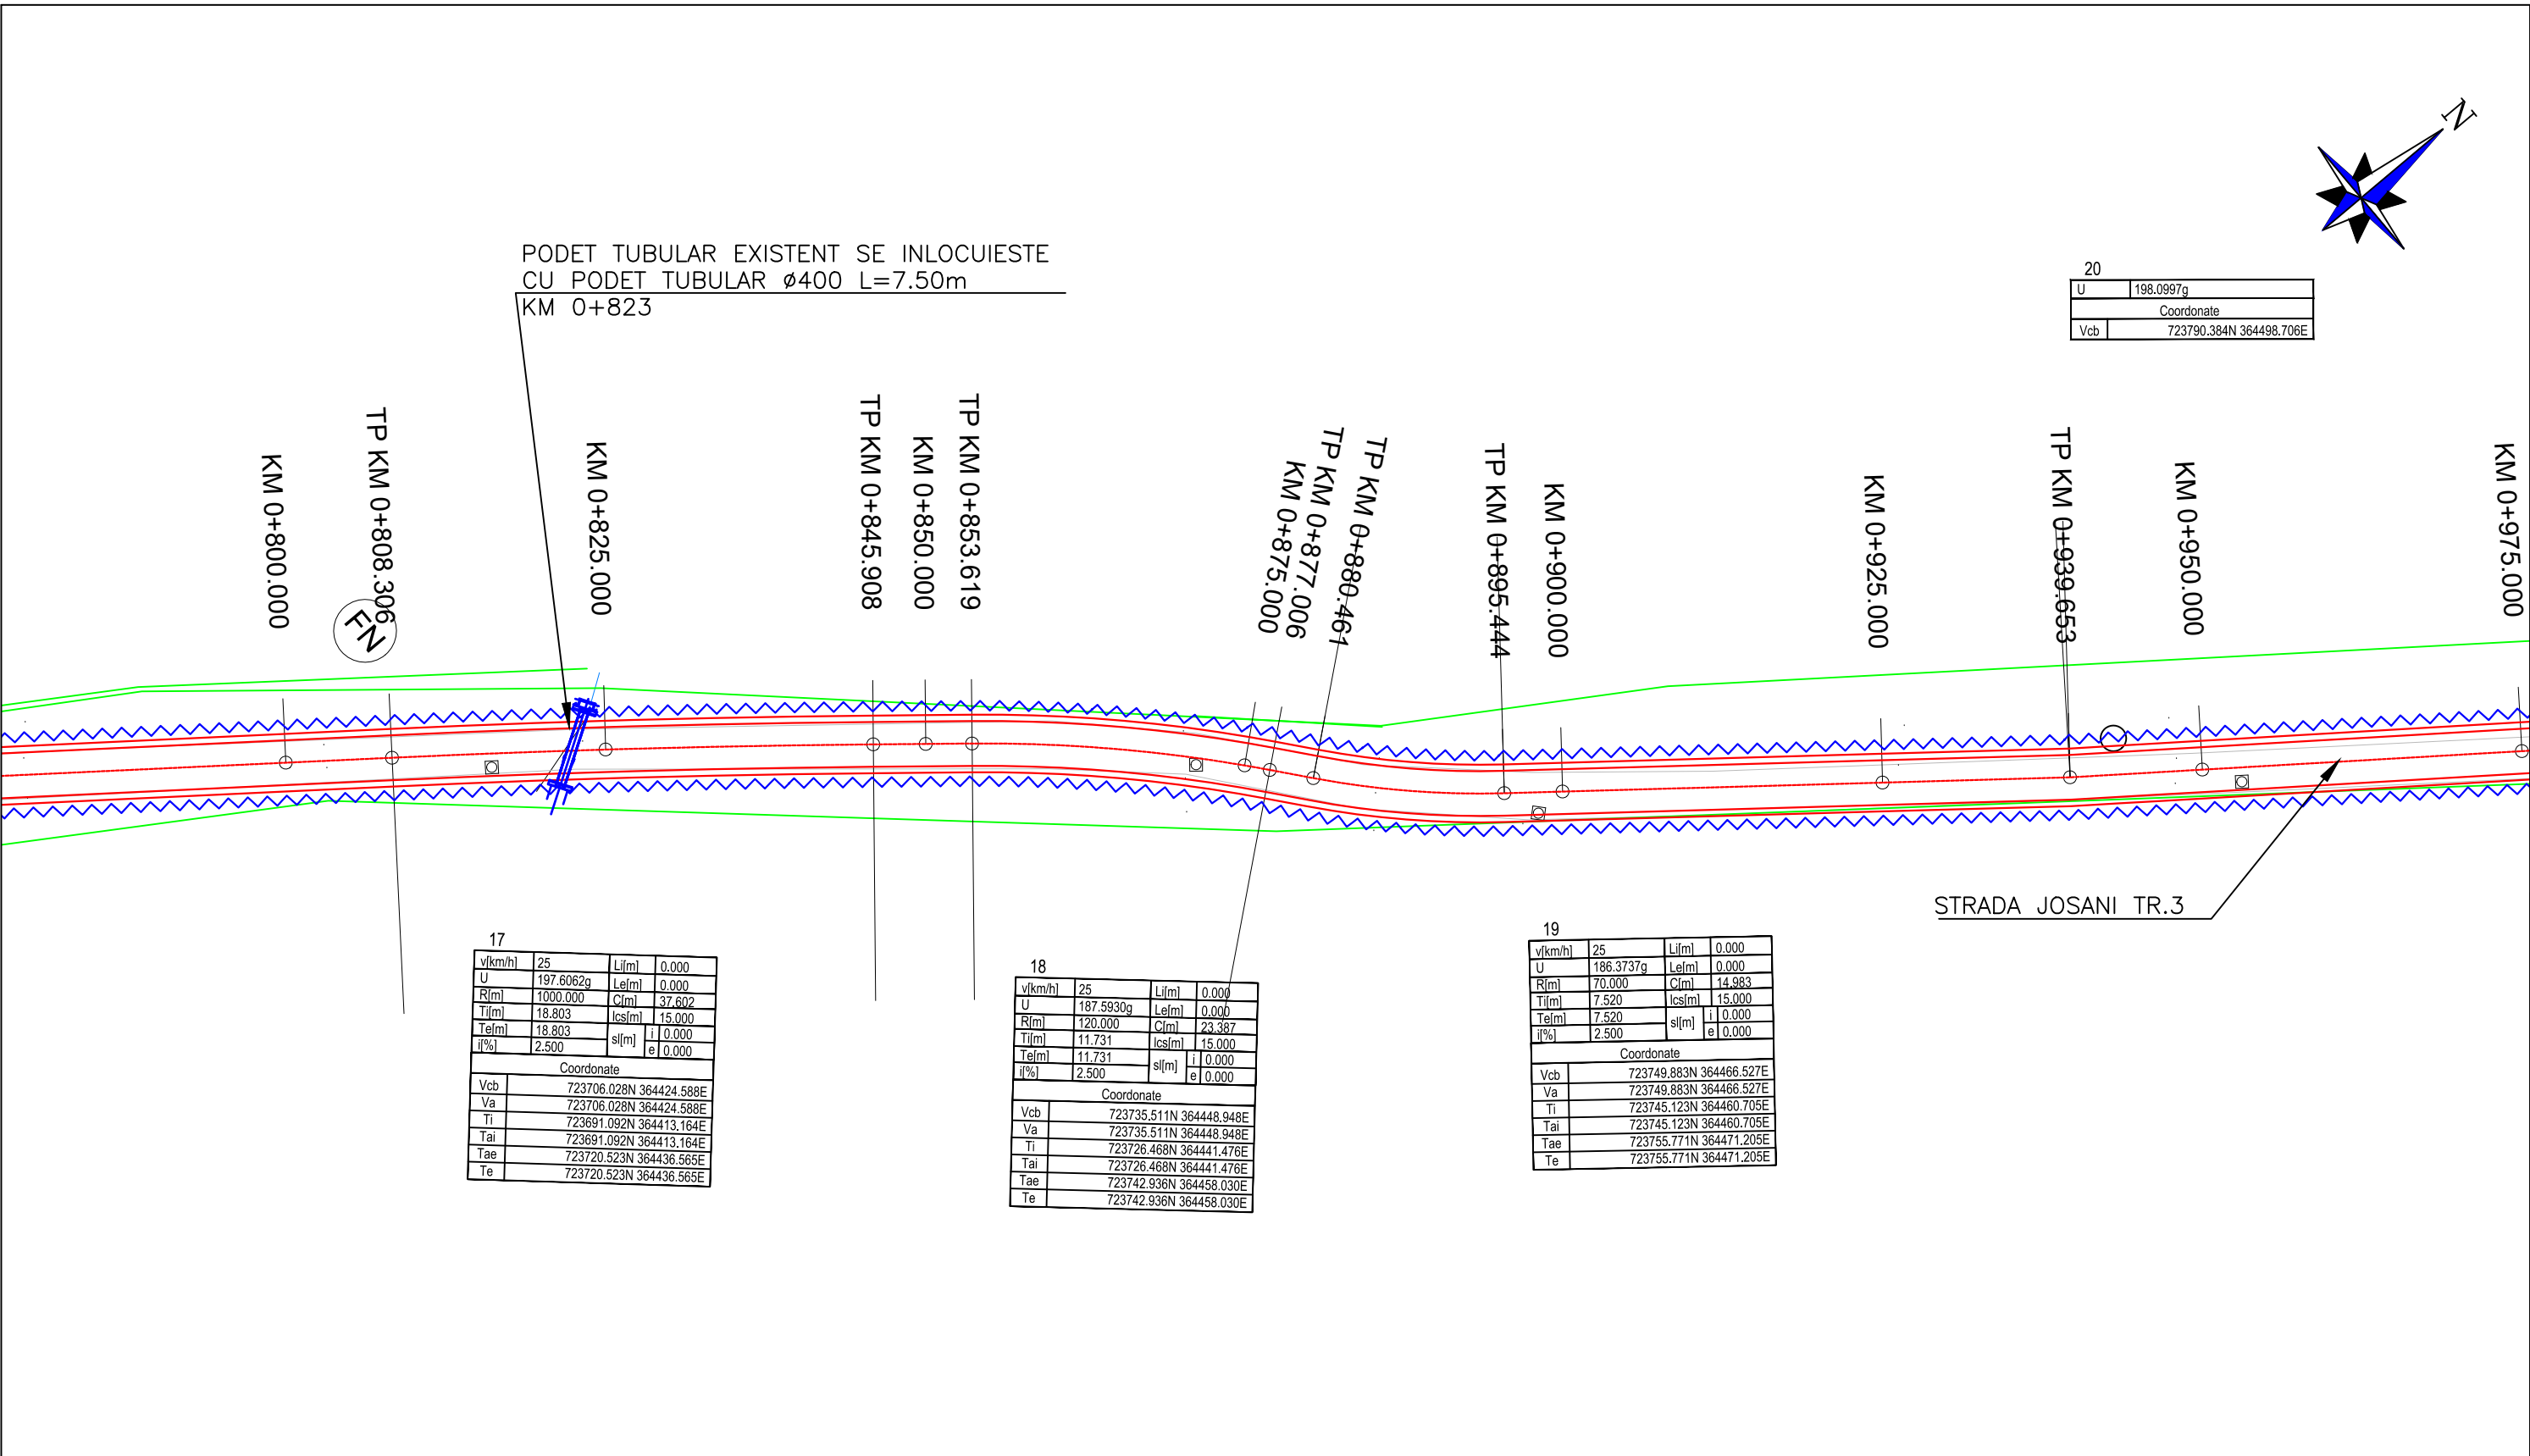 N
PODET TUBULAR EXISTENT SE INLOCUIESTE
CU PODET TUBULAR ø400 L=7.50m
KM 0+823
20
U 198.0997g
Coordonate
Vcb 723790.384N 364498.706E
KM 0+800.000
TP KM 0+808.306
KM 0+825.000
TP KM 0+845.908
KM 0+850.000
TP KM 0+853.619
KM 0+875.000
TP KM 0+877.006
TP KM 0+880.461
TP KM 0+895.444
KM 0+900.000
KM 0+925.000
TP KM 0+939.653
KM 0+950.000
KM 0+975.000
FN
STRADA JOSANI TR.3
17
v[km/h] 25 Li[m] 0.000
U 197.6062g Le[m] 0.000
R[m] 1000.000 C[m] 37.602
Ti[m] 18.803 lcs[m] 15.000
Te[m] 18.803 sl[m] i 0.000
i[%] 2.500 e 0.000
Coordonate
Vcb 723706.028N 364424.588E
Va 723706.028N 364424.588E
Ti 723691.092N 364413.164E
Tai 723691.092N 364413.164E
Tae 723720.523N 364436.565E
Te 723720.523N 364436.565E
18
v[km/h] 25 Li[m] 0.000
U 187.5930g Le[m] 0.000
R[m] 120.000 C[m] 23.387
Ti[m] 11.731 lcs[m] 15.000
Te[m] 11.731 sl[m] i 0.000
i[%] 2.500 e 0.000
Coordonate
Vcb 723735.511N 364448.948E
Va 723735.511N 364448.948E
Ti 723726.468N 364441.476E
Tai 723726.468N 364441.476E
Tae 723742.936N 364458.030E
Te 723742.936N 364458.030E
19
v[km/h] 25 Li[m] 0.000
U 186.3737g Le[m] 0.000
R[m] 70.000 C[m] 14.983
Ti[m] 7.520 lcs[m] 15.000
Te[m] 7.520 sl[m] i 0.000
i[%] 2.500 e 0.000
Coordonate
Vcb 723749.883N 364466.527E
Va 723749.883N 364466.527E
Ti 723745.123N 364460.705E
Tai 723745.123N 364460.705E
Tae 723755.771N 364471.205E
Te 723755.771N 364471.205E